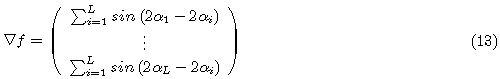 ∇f = ( ∑_{i=1}^{L} sin (2α_1 − 2α_i)
⋮
∑_{i=1}^{L} sin (2α_L − 2α_i) ) (13)